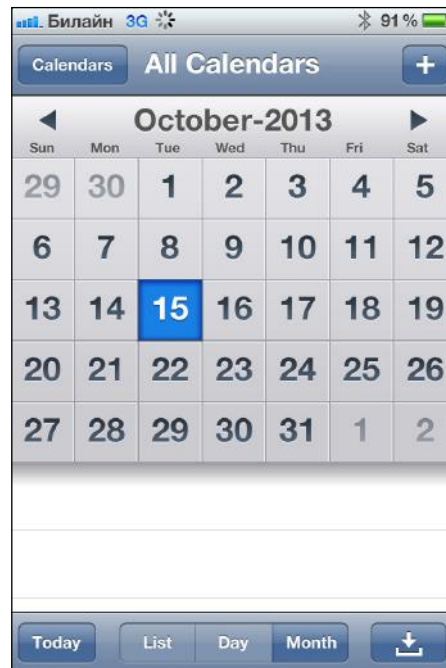 Билайн 3G 91%
Calendars All Calendars +
October-2013
Sun Mon Tue Wed Thu Fri Sat
29 30 1 2 3 4 5
6 7 8 9 10 11 12
13 14 15 16 17 18 19
20 21 22 23 24 25 26
27 28 29 30 31 1 2
Today List Day Month